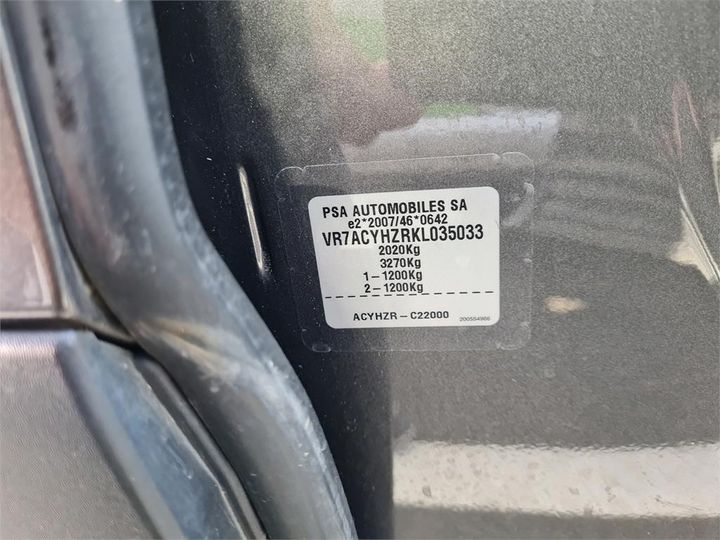 PSA AUTOMOBILES SA
e2*2007/46*0642
VR7ACYHZRKL035033
2020Kg
3270Kg
1-1200Kg
2-1200Kg
ACYHZR-C22000